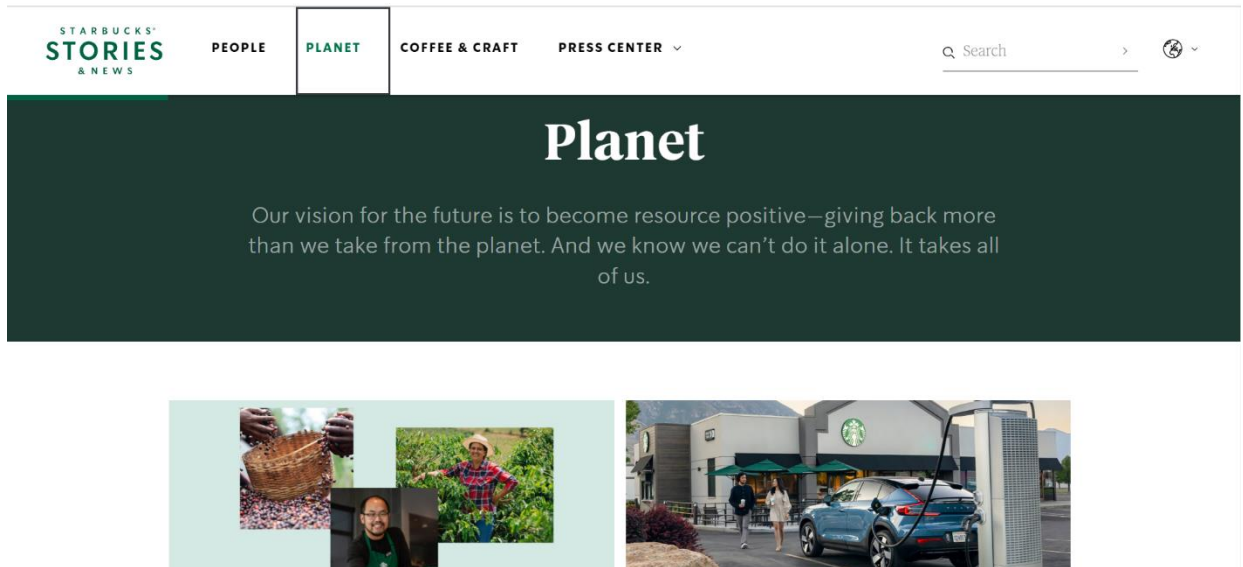 STARBUCKS®
STORIES
& NEWS
PEOPLE
PLANET
COFFEE & CRAFT
PRESS CENTER
Search
Planet
Our vision for the future is to become resource positive—giving back more
than we take from the planet. And we know we can’t do it alone. It takes all
of us.